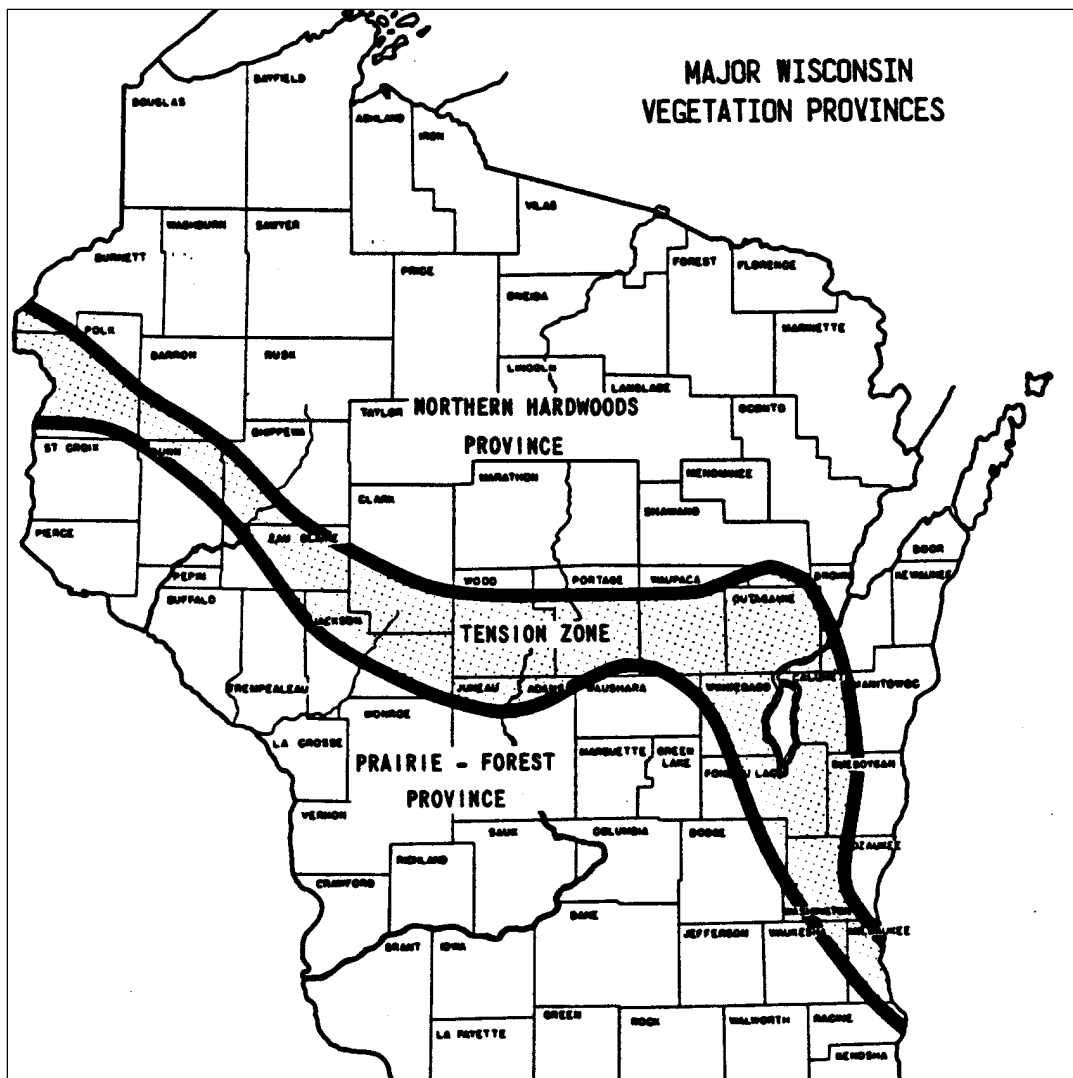 MAJOR WISCONSIN
VEGETATION PROVINCES
BAYFIELD
DOUGLAS
ASHLAND
IRON
VILAS
WASHBURN
SAWYER
BURNETT
PRICE
FOREST
FLORENCE
ONEIDA
MARINETTE
POLK
BARRON
RUSK
LINCOLN
LANGLADE
TAYLOR
NORTHERN HARDWOODS
PROVINCE
OCONTO
CHIPPEWA
ST CROIX
DUNN
MARATHON
MENOMINEE
CLARK
SHAWANO
PIERCE
EAU CLAIRE
DOOR
PEPIN
WOOD
PORTAGE
WAUPACA
BROWN
KEWAUNEE
BUFFALO
OUTAGAMIE
JACKSON
TENSION ZONE
TREMPEALEAU
JUNEAU
ADAMS
WAUSHARA
WINNEBAGO
CALUMET
MANITOWOC
MONROE
LA CROSSE
PRAIRIE - FOREST
PROVINCE
MARQUETTE
GREEN
LAKE
FOND DU LAC
SHEBOYGAN
VERNON
SAUK
COLUMBIA
DODGE
OZAUKEE
RICHLAND
CRAWFORD
WASHINGTON
DANE
GRANT
IOWA
JEFFERSON
WAUKESHA
MILWAUKEE
LA FAYETTE
GREEN
ROCK
WALWORTH
RACINE
KENOSHA